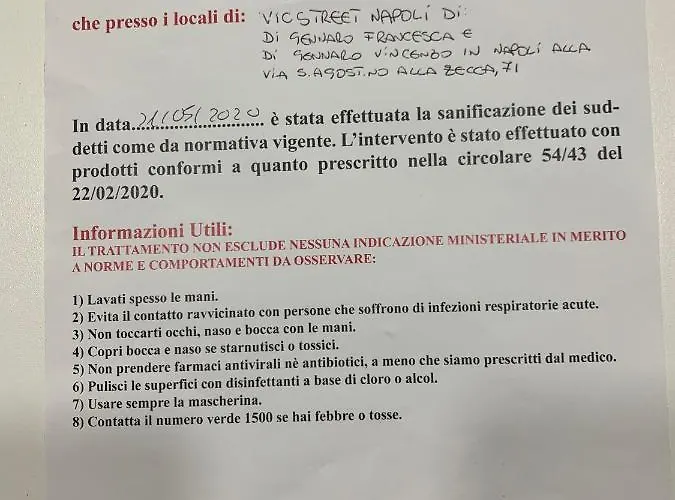 che presso i locali di: VICSTREET NAPOLI DI:
DI GENNARO FRANCESCA E
DI GENNARO VINCENZO IN NAPOLI ALLA
VIA S.AGOSTINO ALLA ZECCA, 71
In data 21/05/2020 è stata effettuata la sanificazione dei sud-
detti come da normativa vigente. L'intervento è stato effettuato con
prodotti conformi a quanto prescritto nella circolare 54/43 del
22/02/2020.
Informazioni Utili:
IL TRATTAMENTO NON ESCLUDE NESSUNA INDICAZIONE MINISTERIALE IN MERITO
A NORME E COMPORTAMENTI DA OSSERVARE:
1) Lavati spesso le mani.
2) Evita il contatto ravvicinato con persone che soffrono di infezioni respiratorie acute.
3) Non toccarti occhi, naso e bocca con le mani.
4) Copri bocca e naso se starnutisci o tossici.
5) Non prendere farmaci antivirali nè antibiotici, a meno che siamo prescritti dal medico.
6) Pulisci le superfici con disinfettanti a base di cloro o alcol.
7) Usare sempre la mascherina.
8) Contatta il numero verde 1500 se hai febbre o tosse.